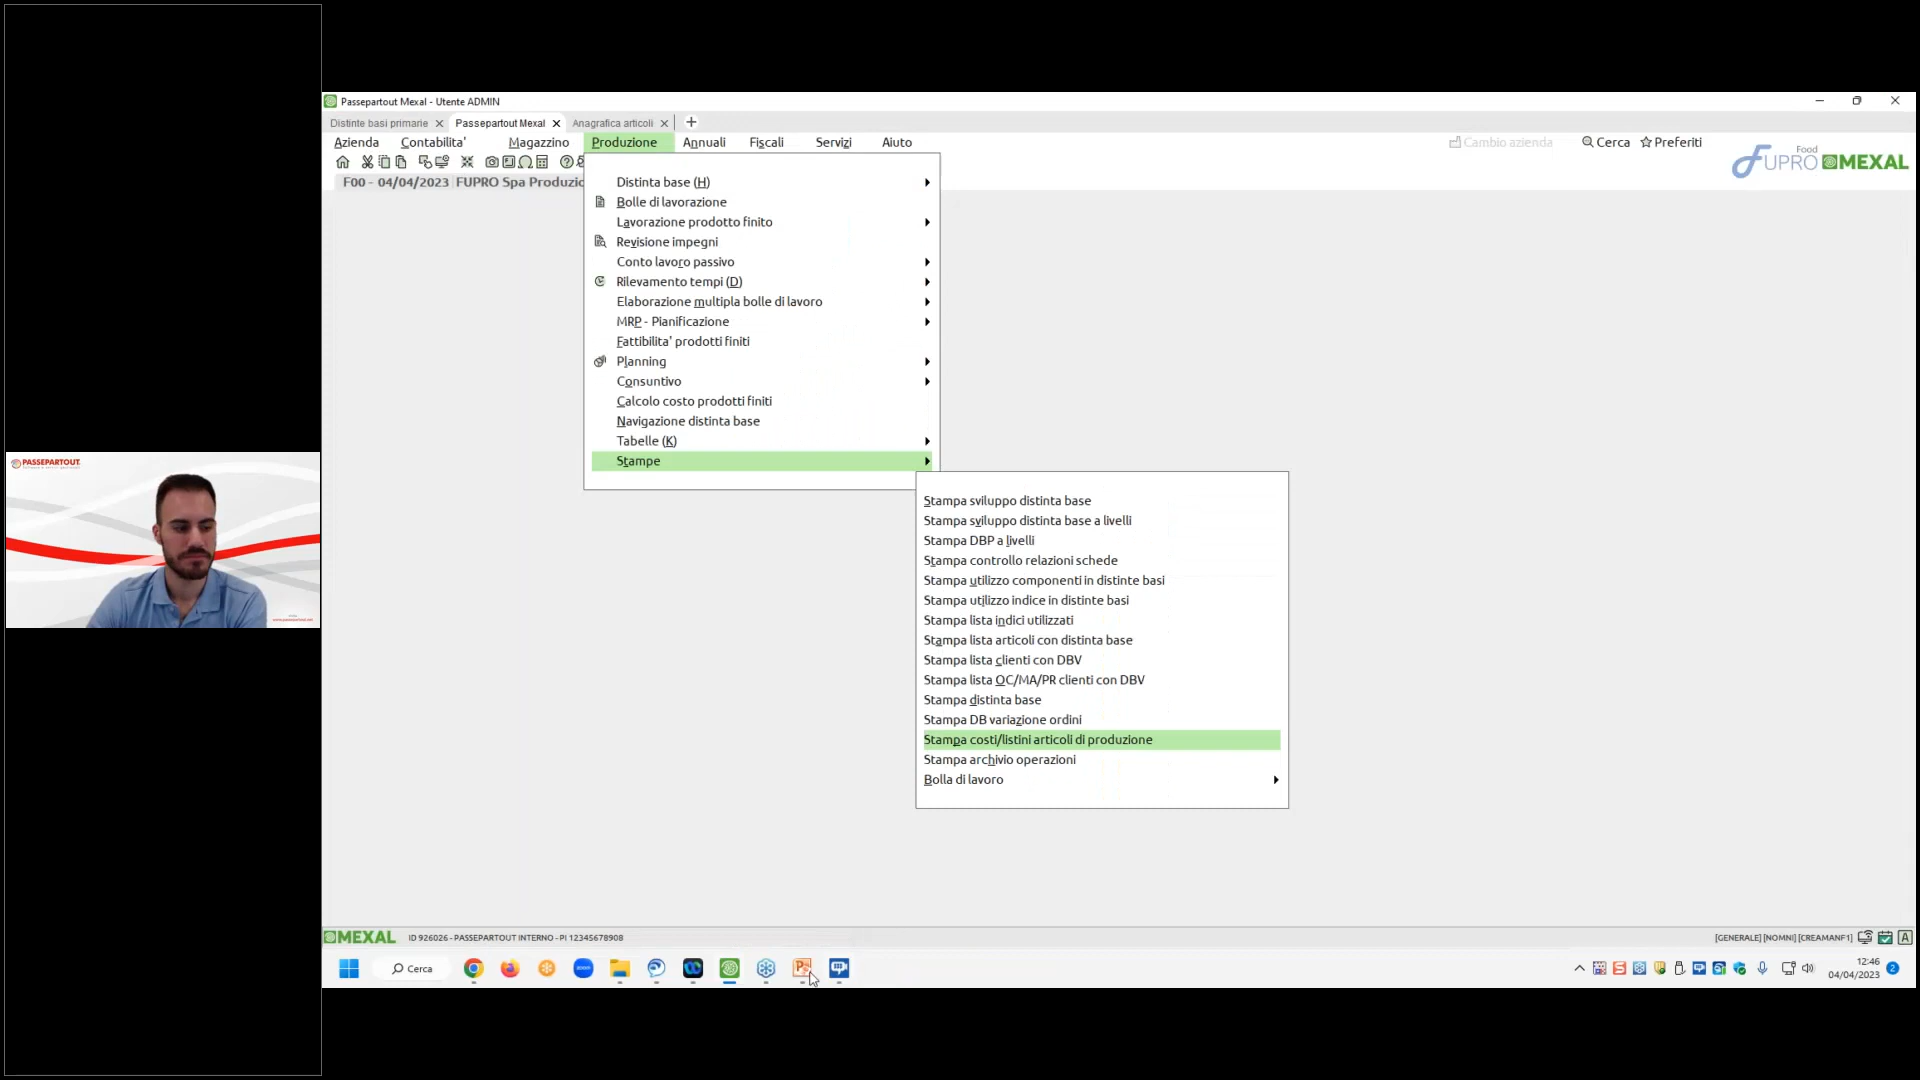 Passepartout Mexal - Utente ADMIN
Distinte basi primarie
Passepartout Mexal
Anagrafica articoli
Azienda Contabilita' Magazzino Produzione Annuali Fiscali Servizi Aiuto
Cambio azienda Cerca Preferiti
Food
FUPRO MEXAL
F00 - 04/04/2023 FUPRO Spa Produzio
Distinta base (H)
Bolle di lavorazione
Lavorazione prodotto finito
Revisione impegni
Conto lavoro passivo
Rilevamento tempi (D)
Elaborazione multipla bolle di lavoro
MRP - Pianificazione
Fattibilita' prodotti finiti
Planning
Consuntivo
Calcolo costo prodotti finiti
Navigazione distinta base
Tabelle (K)
Stampe
Stampa sviluppo distinta base
Stampa sviluppo distinta base a livelli
Stampa DBP a livelli
Stampa controllo relazioni schede
Stampa utilizzo componenti in distinte basi
Stampa utilizzo indice in distinte basi
Stampa lista indici utilizzati
Stampa lista articoli con distinta base
Stampa lista clienti con DBV
Stampa lista OC/MA/PR clienti con DBV
Stampa distinta base
Stampa DB variazione ordini
Stampa costi/listini articoli di produzione
Stampa archivio operazioni
Bolla di lavoro
PASSEPARTOUT
MEXAL ID 926026 - PASSEPARTOUT INTERNO - PI 12345678908
[GENERALE] [NOMNI] [CREAMANF1]
Cerca
12:46
04/04/2023
2